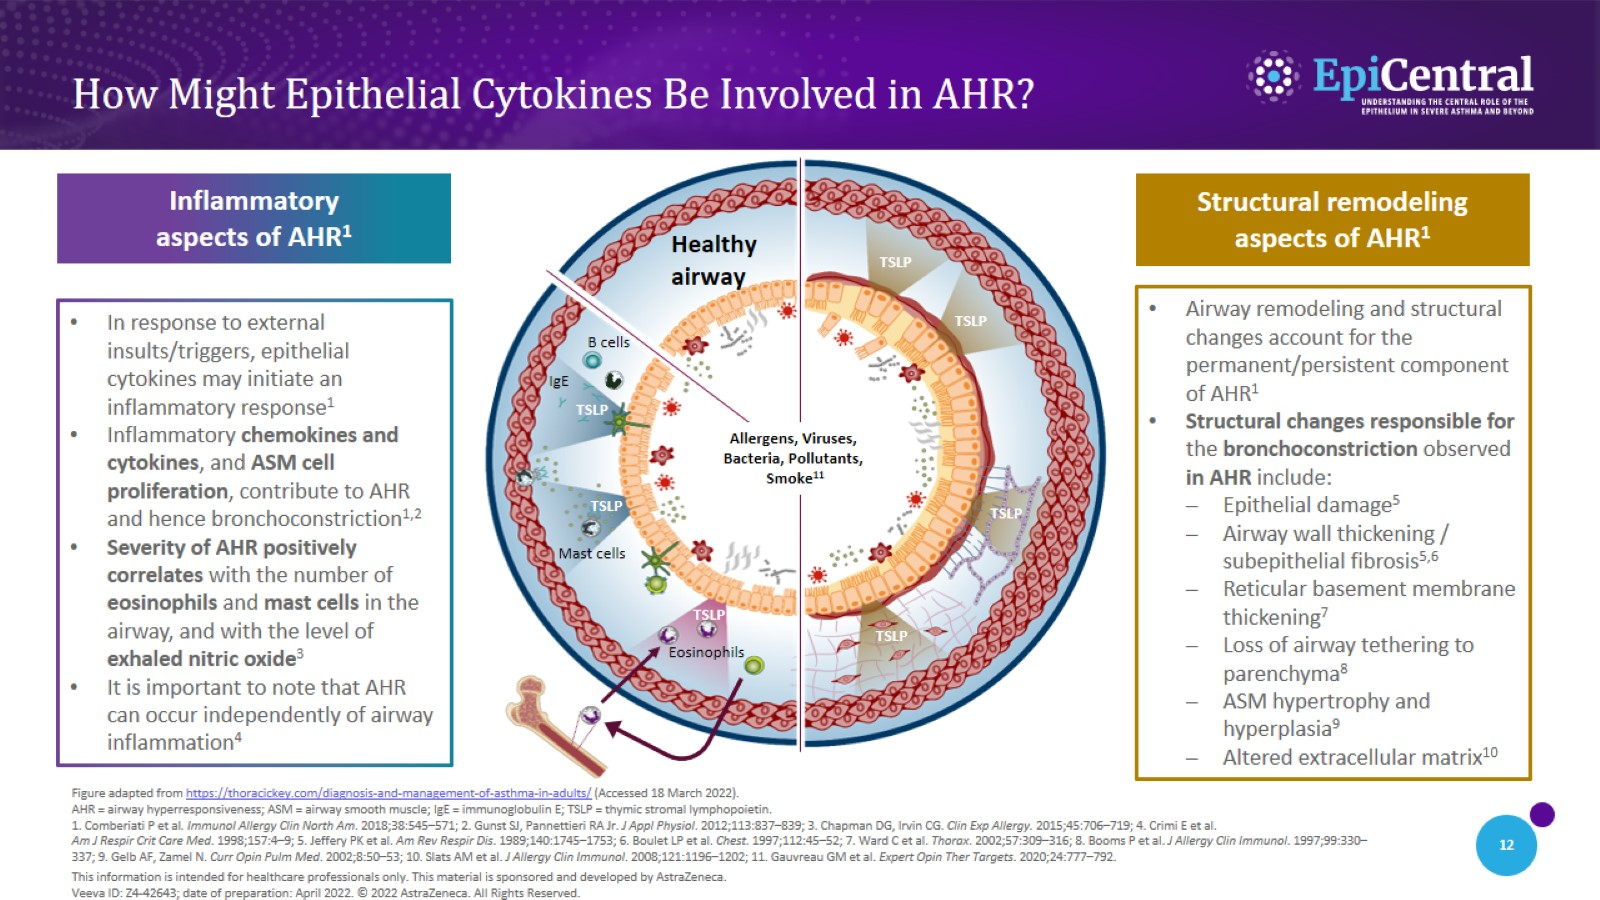 How Might Epithelial Cytokines Be Involved in AHR?
EpiCentral
UNDERSTANDING THE CENTRAL ROLE OF THE
EPITHELIUM IN SEVERE ASTHMA AND BEYOND
Inflammatory
aspects of AHR¹
• In response to external
insults/triggers, epithelial
cytokines may initiate an
inflammatory response¹
• Inflammatory chemokines and
cytokines, and ASM cell
proliferation, contribute to AHR
and hence bronchoconstriction¹,²
• Severity of AHR positively
correlates with the number of
eosinophils and mast cells in the
airway, and with the level of
exhaled nitric oxide³
• It is important to note that AHR
can occur independently of airway
inflammation⁴
Healthy
airway
B cells
IgE
TSLP
TSLP
Mast cells
TSLP
Eosinophils
Allergens, Viruses,
Bacteria, Pollutants,
Smoke¹¹
TSLP
TSLP
TSLP
TSLP
Structural remodeling
aspects of AHR¹
• Airway remodeling and structural
changes account for the
permanent/persistent component
of AHR¹
• Structural changes responsible for
the bronchoconstriction observed
in AHR include:
– Epithelial damage⁵
– Airway wall thickening /
subepithelial fibrosis⁵,⁶
– Reticular basement membrane
thickening⁷
– Loss of airway tethering to
parenchyma⁸
– ASM hypertrophy and
hyperplasia⁹
– Altered extracellular matrix¹⁰
Figure adapted from https://thoracickey.com/diagnosis-and-management-of-asthma-in-adults/ (Accessed 18 March 2022).
AHR = airway hyperresponsiveness; ASM = airway smooth muscle; IgE = immunoglobulin E; TSLP = thymic stromal lymphopoietin.
1. Comberiati P et al. Immunol Allergy Clin North Am. 2018;38:545–571; 2. Gunst SJ, Pannettieri RA Jr. J Appl Physiol. 2012;113:837–839; 3. Chapman DG, Irvin CG. Clin Exp Allergy. 2015;45:706–719; 4. Crimi E et al.
Am J Respir Crit Care Med. 1998;157:4–9; 5. Jeffery PK et al. Am Rev Respir Dis. 1989;140:1745–1753; 6. Boulet LP et al. Chest. 1997;112:45–52; 7. Ward C et al. Thorax. 2002;57:309–316; 8. Booms P et al. J Allergy Clin Immunol. 1997;99:330–
337; 9. Gelb AF, Zamel N. Curr Opin Pulm Med. 2002;8:50–53; 10. Slats AM et al. J Allergy Clin Immunol. 2008;121:1196–1202; 11. Gauvreau GM et al. Expert Opin Ther Targets. 2020;24:777–792.
This information is intended for healthcare professionals only. This material is sponsored and developed by AstraZeneca.
Veeva ID: Z4-42643; date of preparation: April 2022. © 2022 AstraZeneca. All Rights Reserved.
12